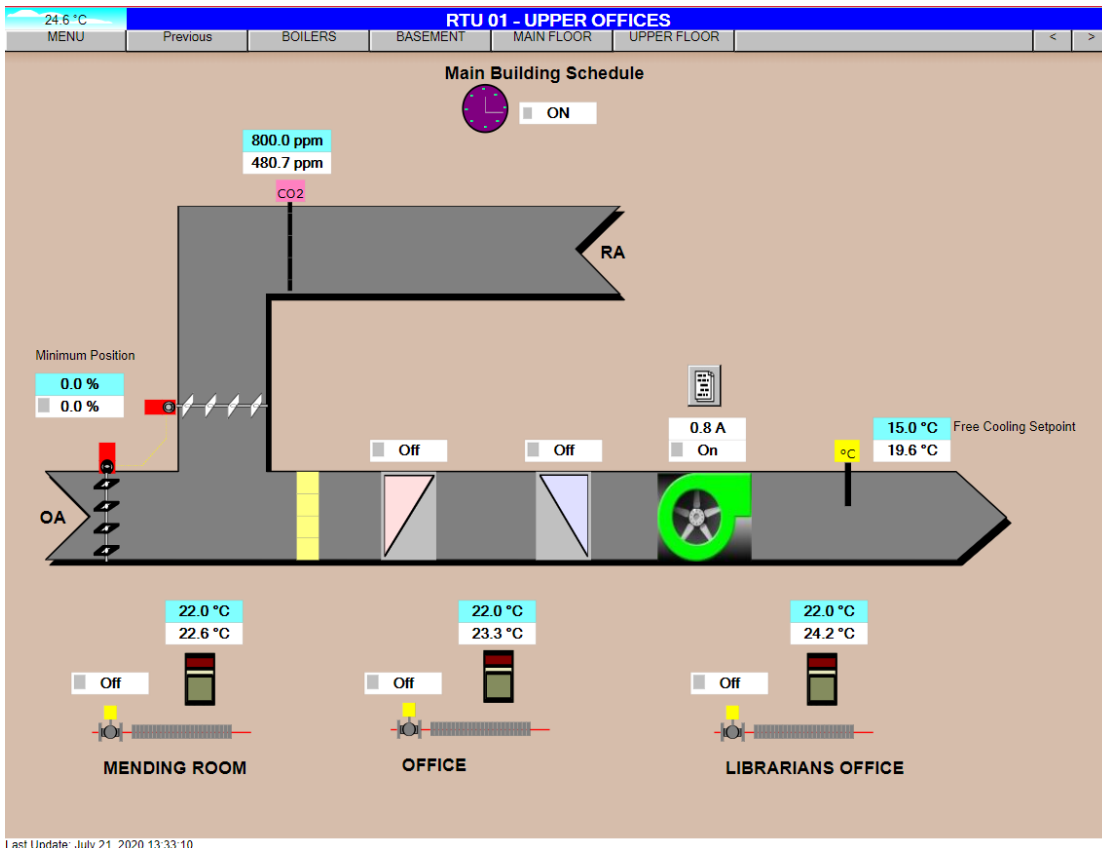 24.6 °C
RTU 01 - UPPER OFFICES
MENU
Previous
BOILERS
BASEMENT
MAIN FLOOR
UPPER FLOOR
<
>
Main Building Schedule
ON
800.0 ppm
480.7 ppm
CO2
RA
Minimum Position
0.0 %
0.0 %
0.8 A
15.0 °C
Free Cooling Setpoint
Off
Off
On
°C
19.6 °C
OA
22.0 °C
22.6 °C
22.0 °C
23.3 °C
22.0 °C
24.2 °C
Off
Off
Off
MENDING ROOM
OFFICE
LIBRARIANS OFFICE
Last Update: July 21, 2020 13:33:10